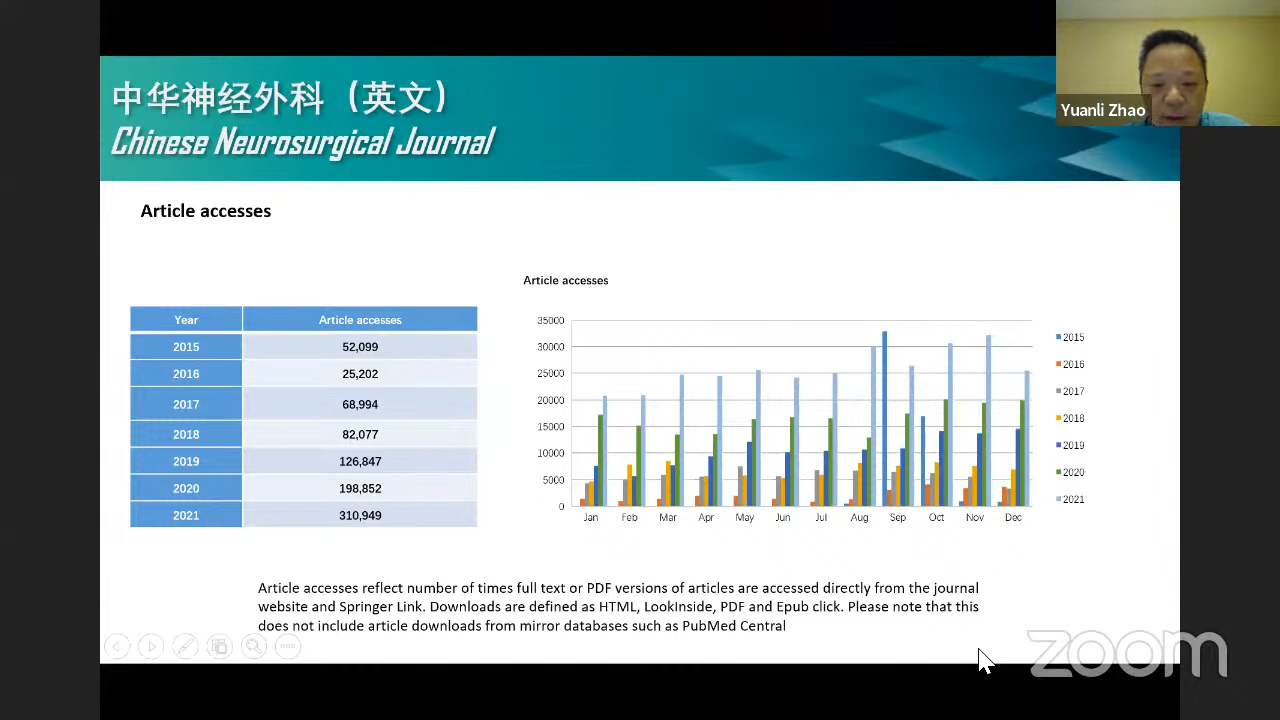 中华神经外科（英文）
Chinese Neurosurgical Journal
Yuanli Zhao
Article accesses
Year Article accesses
2015 52,099
2016 25,202
2017 68,994
2018 82,077
2019 126,847
2020 198,852
2021 310,949
Article accesses
35000
30000
25000
20000
15000
10000
5000
0
Jan Feb Mar Apr May Jun Jul Aug Sep Oct Nov Dec
2015
2016
2017
2018
2019
2020
2021
Article accesses reflect number of times full text or PDF versions of articles are accessed directly from the journal
website and Springer Link. Downloads are defined as HTML, LookInside, PDF and Epub click. Please note that this
does not include article downloads from mirror databases such as PubMed Central
zoom